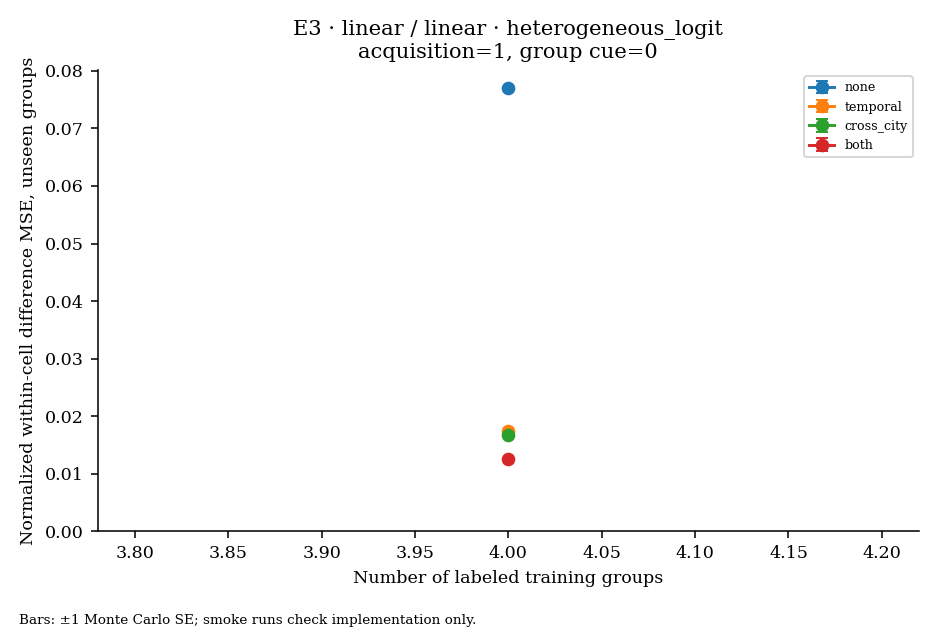 E3 · linear / linear · heterogeneous_logit
acquisition=1, group cue=0
Normalized within-cell difference MSE, unseen groups
0.08
0.07
0.06
0.05
0.04
0.03
0.02
0.01
0.00
none
temporal
cross_city
both
3.80 3.85 3.90 3.95 4.00 4.05 4.10 4.15 4.20
Number of labeled training groups
Bars: ±1 Monte Carlo SE; smoke runs check implementation only.